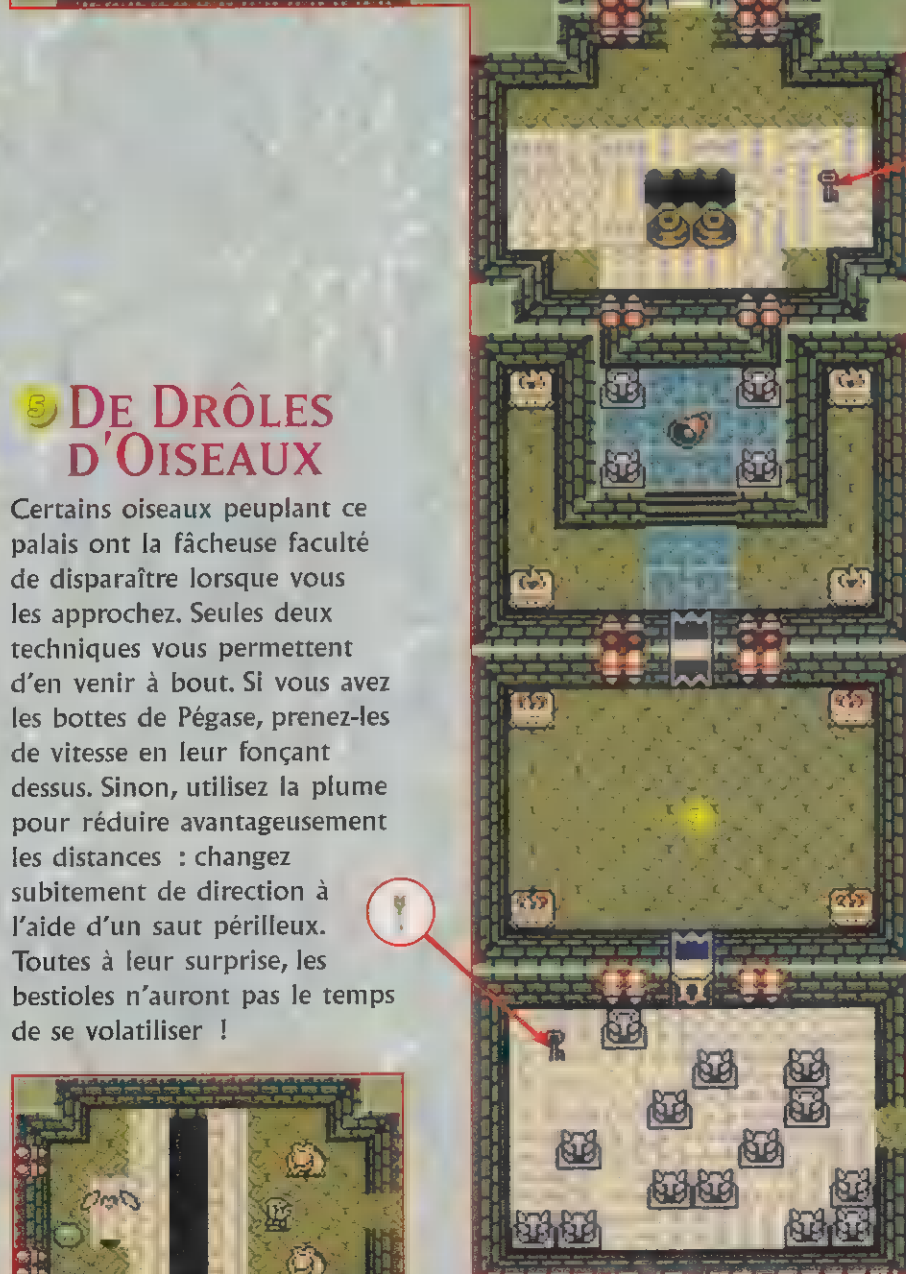 5 DE DRÔLES
D'OISEAUX
Certains oiseaux peuplant ce
palais ont la fâcheuse faculté
de disparaître lorsque vous
les approchez. Seules deux
techniques vous permettent
d'en venir à bout. Si vous avez
les bottes de Pégase, prenez-les
de vitesse en leur fonçant
dessus. Sinon, utilisez la plume
pour réduire avantageusement
les distances : changez
subitement de direction à
l'aide d'un saut périlleux.
Toutes à leur surprise, les
bestioles n'auront pas le temps
de se volatiliser !